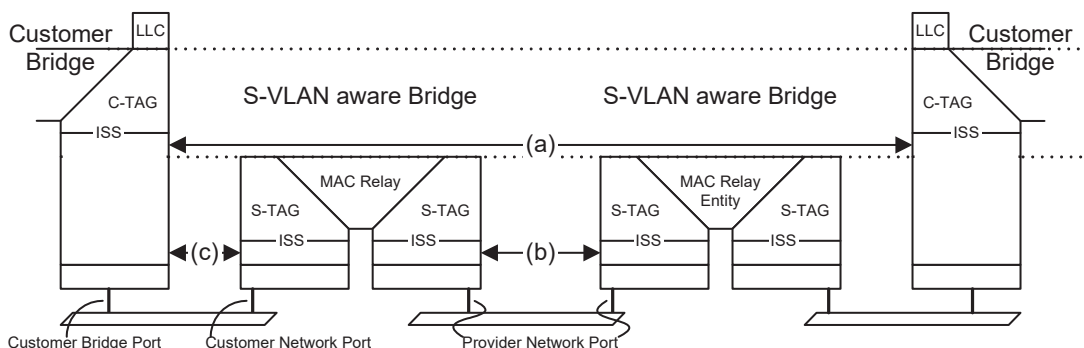 LLC
LLC
Customer
Bridge
Customer
Bridge
S-VLAN aware Bridge
S-VLAN aware Bridge
C-TAG
C-TAG
ISS
ISS
(a)
MAC Relay
MAC Relay
Entity
S-TAG
S-TAG
S-TAG
S-TAG
ISS
ISS
ISS
ISS
(c)
(b)
Customer Bridge Port
Customer Network Port
Provider Network Port